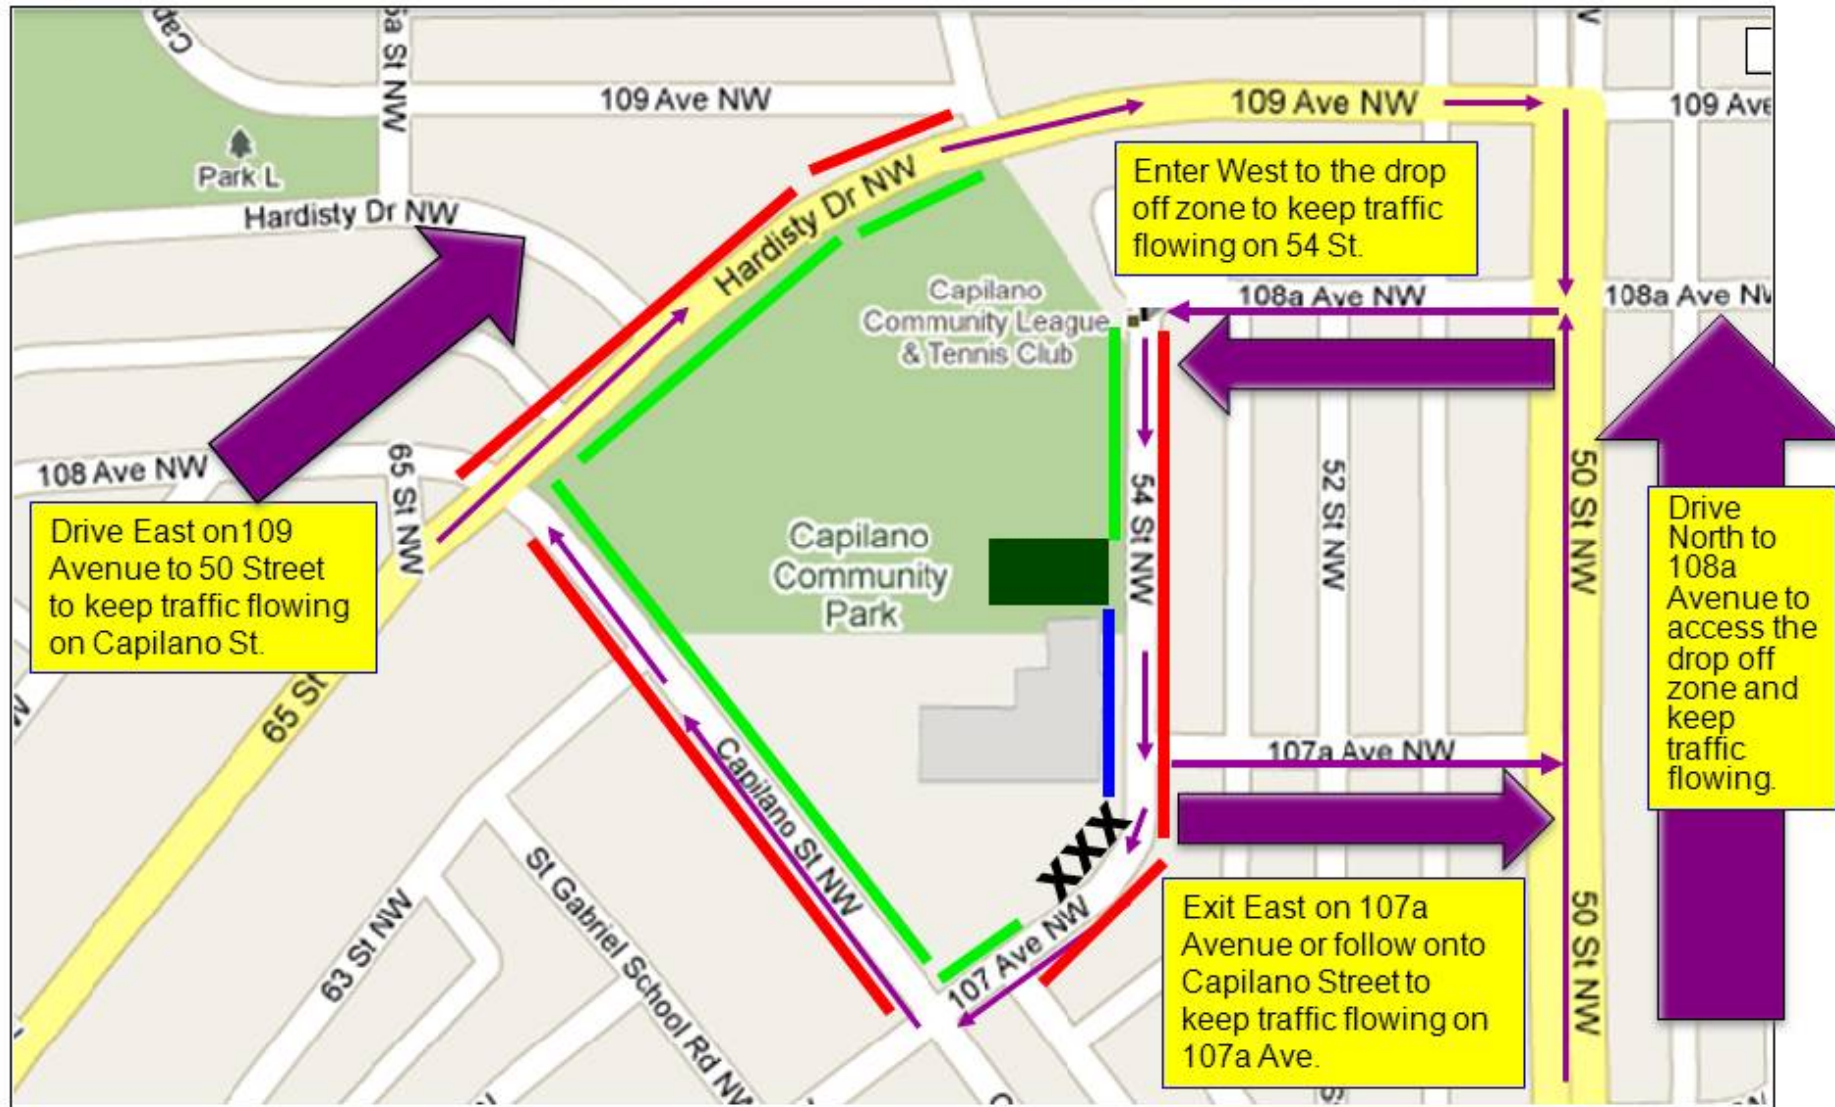 109 Ave NW
109 Ave NW
109 Ave
Park L
Hardisty Dr NW
Hardisty Dr NW
Enter West to the drop
off zone to keep traffic
flowing on 54 St.
Capilano
Community League
& Tennis Club
108a Ave NW
108a Ave NW
108 Ave NW
65 St NW
Drive East on109
Avenue to 50 Street
to keep traffic flowing
on Capilano St.
65 St
Capilano
Community
Park
54 St NW
52 St NW
50 St NW
Drive
North to
108a
Avenue to
access the
drop off
zone and
keep
traffic
flowing.
107a Ave NW
Capilano St NW
XXX
107 Ave NW
63 St NW
St Gabriel School Rd NW
Exit East on 107a
Avenue or follow onto
Capilano Street to
keep traffic flowing on
107a Ave.
50 St NW